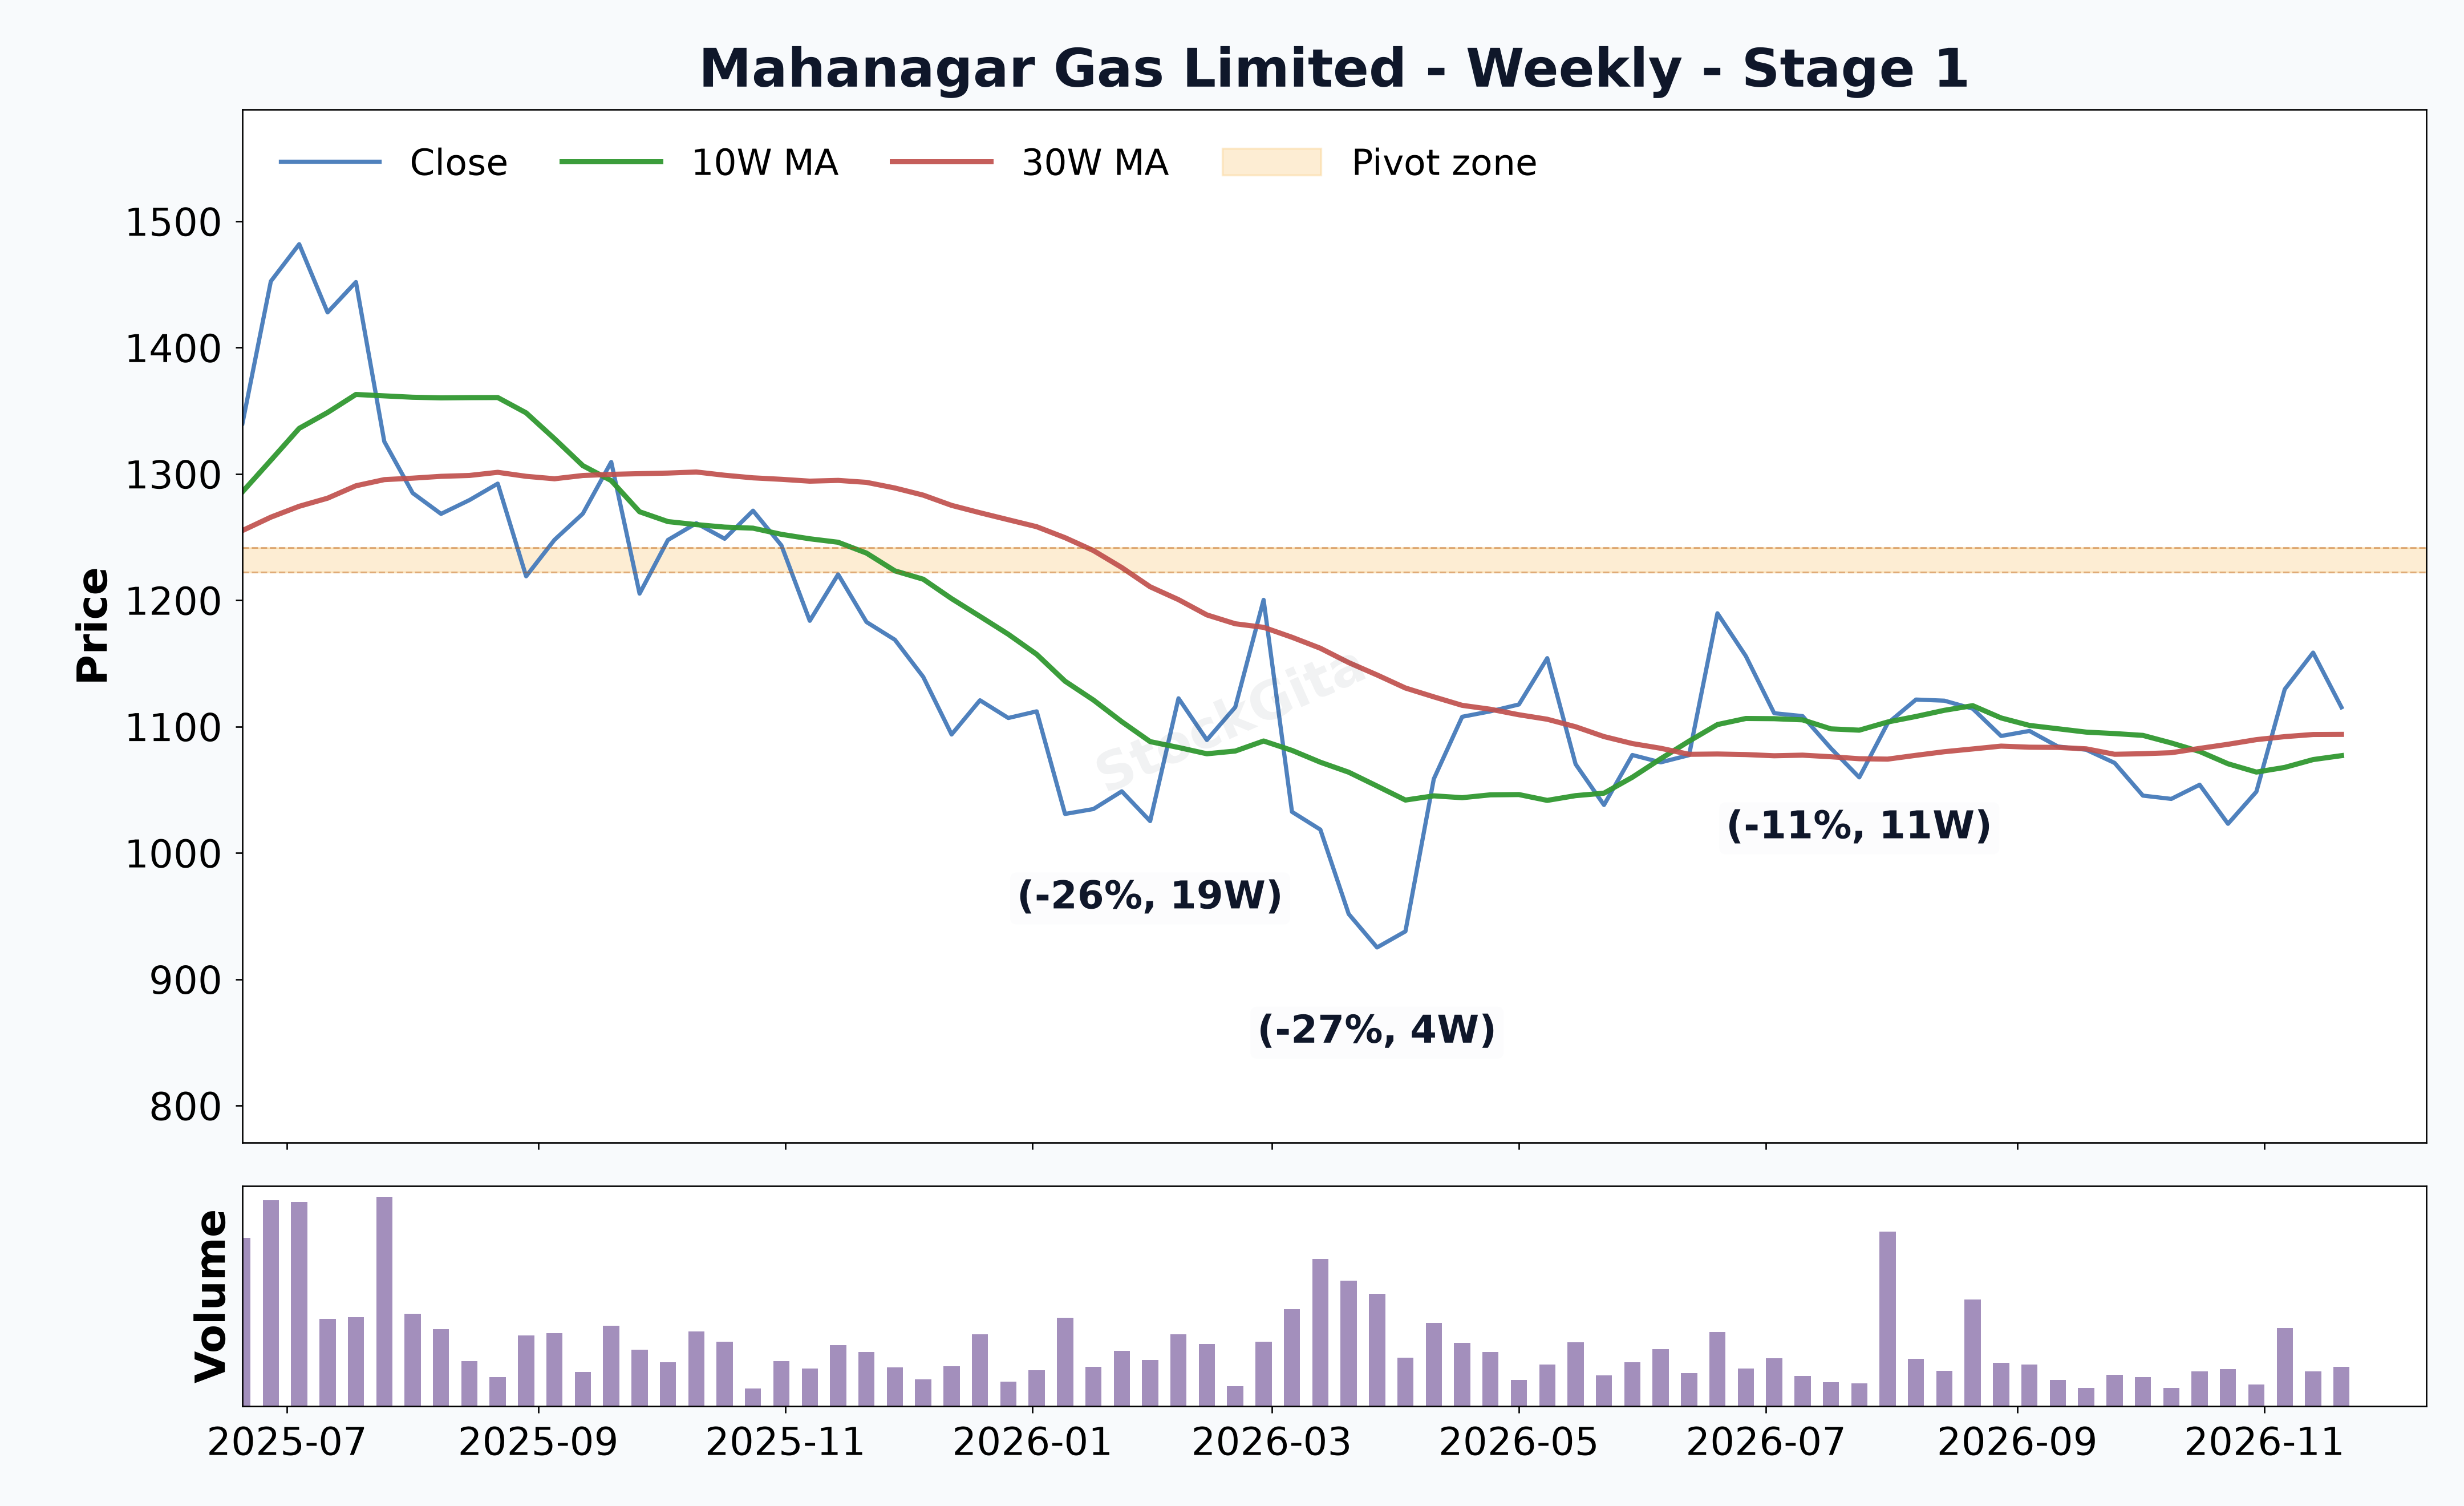 Mahanagar Gas Limited - Weekly - Stage 1
Close 10W MA 30W MA Pivot zone
1500
1400
1300
1200
1100
1000
900
800
Price
StockGita
(-11%, 11W)
(-26%, 19W)
(-27%, 4W)
Volume
2025-07 2025-09 2025-11 2026-01 2026-03 2026-05 2026-07 2026-09 2026-11